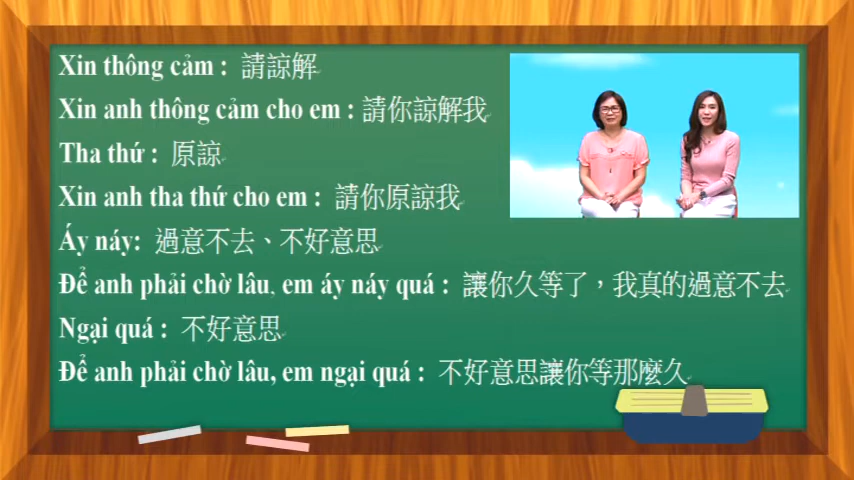 Xin thông cảm : 請諒解
Xin anh thông cảm cho em : 請你諒解我
Tha thứ : 原諒
Xin anh tha thứ cho em : 請你原諒我
Áy náy: 過意不去、不好意思
Để anh phải chờ lâu, em áy náy quá : 讓你久等了，我真的過意不去
Ngại quá : 不好意思
Để anh phải chờ lâu, em ngại quá : 不好意思讓你等那麼久